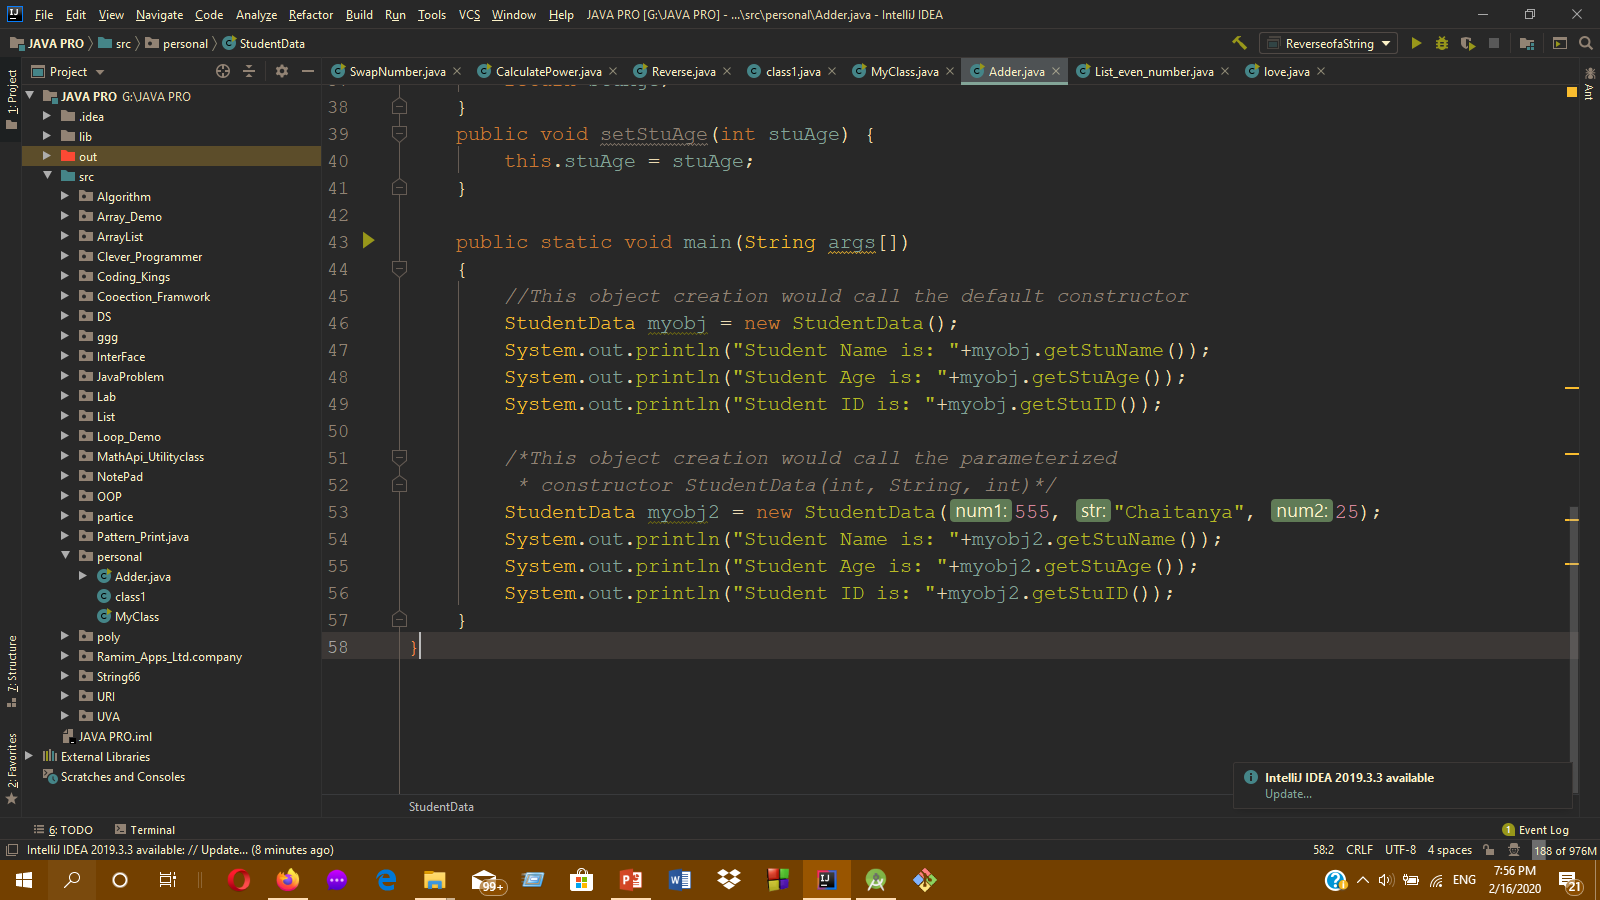 File Edit View Navigate Code Analyze Refactor Build Run Tools VCS Window Help JAVA PRO [G:\JAVA PRO] - ...\src\personal\Adder.java - IntelliJ IDEA
JAVA PRO src personal StudentData ReverseofaString
Project SwapNumber.java CalculatePower.java Reverse.java class1.java MyClass.java Adder.java List_even_number.java love.java
1: Project
7: Structure
2: Favorites
Ant
JAVA PRO G:\JAVA PRO
.idea
lib
out
src
Algorithm
Array_Demo
ArrayList
Clever_Programmer
Coding_Kings
Cooection_Framwork
DS
ggg
InterFace
JavaProblem
Lab
List
Loop_Demo
MathApi_Utilityclass
NotePad
OOP
partice
Pattern_Print.java
personal
Adder.java
class1
MyClass
poly
Ramim_Apps_Ltd.company
String66
URI
UVA
JAVA PRO.iml
External Libraries
Scratches and Consoles
38 }
39 public void setStuAge(int stuAge) {
40 this.stuAge = stuAge;
41 }
42
43 public static void main(String args[])
44 {
45 //This object creation would call the default constructor
46 StudentData myobj = new StudentData();
47 System.out.println("Student Name is: "+myobj.getStuName());
48 System.out.println("Student Age is: "+myobj.getStuAge());
49 System.out.println("Student ID is: "+myobj.getStuID());
50
51 /*This object creation would call the parameterized
52 * constructor StudentData(int, String, int)*/
53 StudentData myobj2 = new StudentData( num1: 555, str: "Chaitanya", num2: 25);
54 System.out.println("Student Name is: "+myobj2.getStuName());
55 System.out.println("Student Age is: "+myobj2.getStuAge());
56 System.out.println("Student ID is: "+myobj2.getStuID());
57 }
58 }
StudentData
IntelliJ IDEA 2019.3.3 available
Update...
6: TODO Terminal 1 Event Log
IntelliJ IDEA 2019.3.3 available: // Update... (8 minutes ago) 58:2 CRLF UTF-8 4 spaces 188 of 976M
99+ ENG 7:56 PM
2/16/2020 21